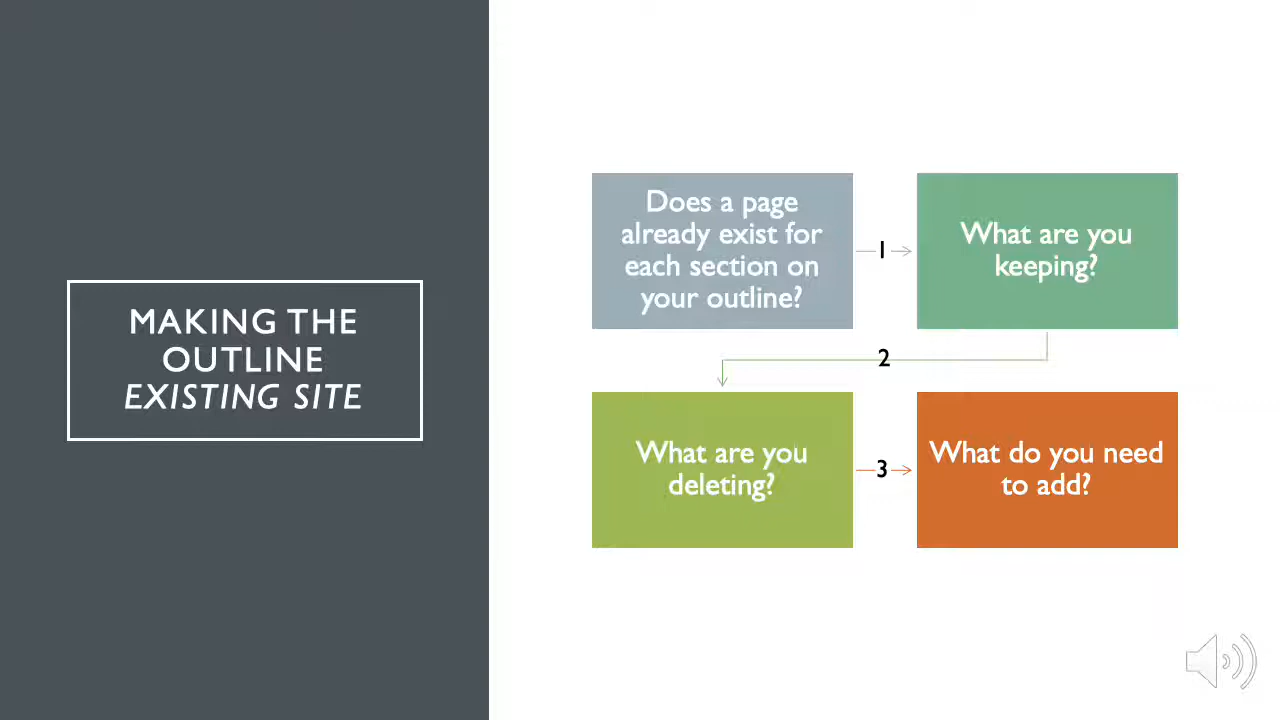 MAKING THE
OUTLINE
EXISTING SITE
Does a page
already exist for
each section on
your outline?
1
What are you
keeping?
2
What are you
deleting?
3
What do you need
to add?